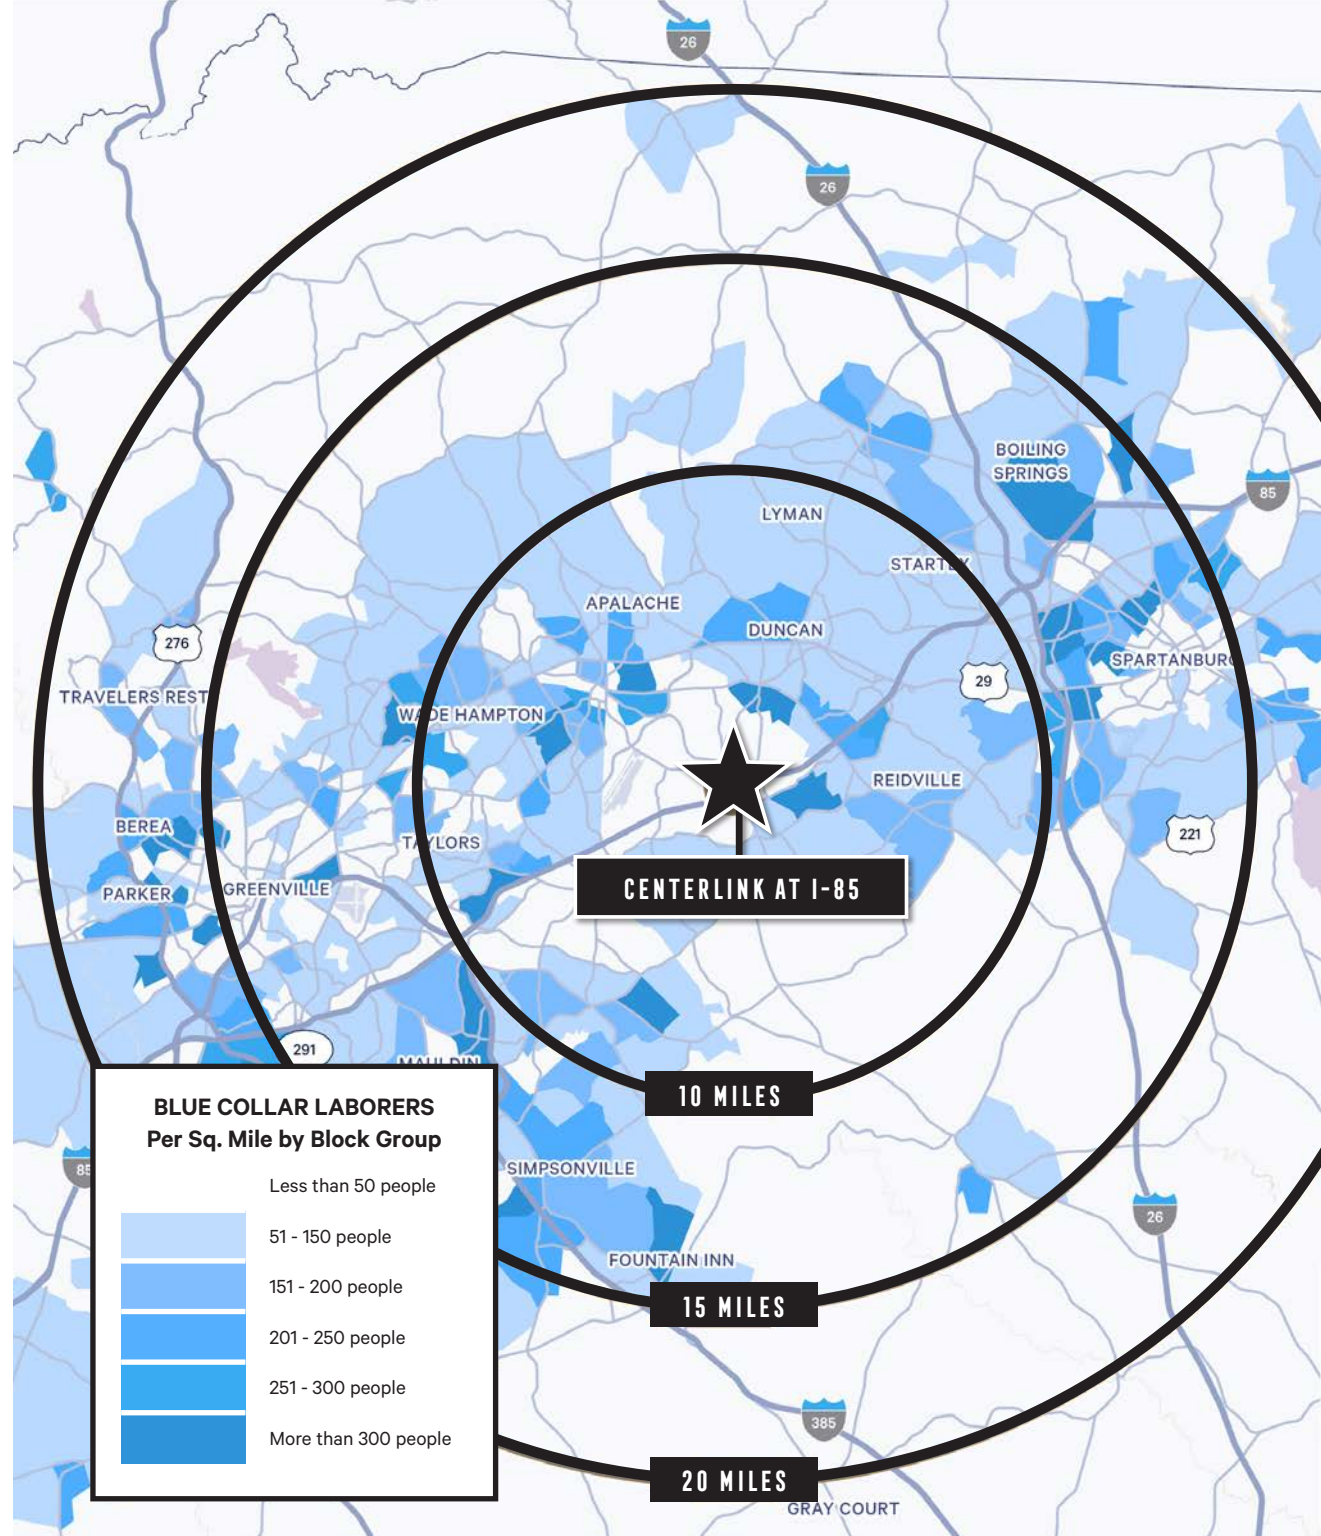 26
26
BOILING
SPRINGS
85
LYMAN
STARTEX
APALACHE
DUNCAN
276
SPARTANBURG
29
TRAVELERS REST
WADE HAMPTON
REIDVILLE
BEREA
221
TAYLORS
PARKER
GREENVILLE
CENTERLINK AT I-85
291
MAULDIN
10 MILES
BLUE COLLAR LABORERS
Per Sq. Mile by Block Group
Less than 50 people
51 - 150 people
151 - 200 people
201 - 250 people
251 - 300 people
More than 300 people
85
SIMPSONVILLE
26
FOUNTAIN INN
15 MILES
385
20 MILES
GRAY COURT